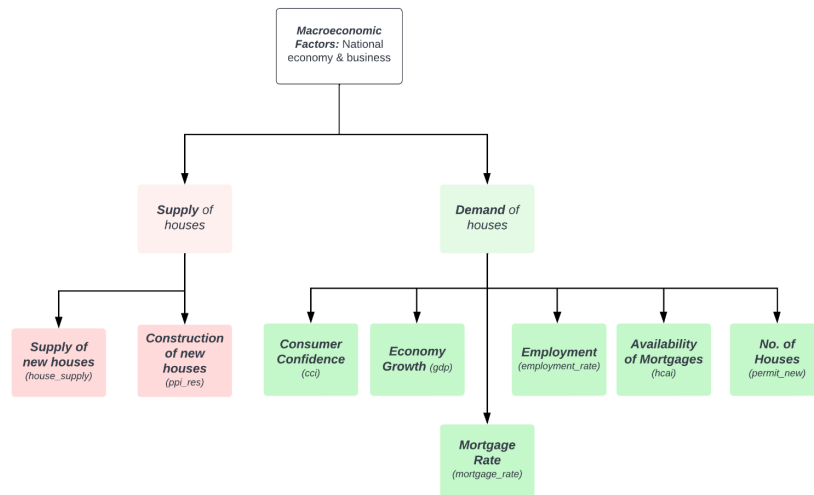 Macroeconomic
Factors: National
economy & business
Supply of
houses
Demand of
houses
Supply of
new houses
(house_supply)
Construction
of new
houses
(ppi_res)
Consumer
Confidence
(cci)
Economy
Growth (gdp)
Employment
(employment_rate)
Availability
of Mortgages
(hcai)
No. of
Houses
(permit_new)
Mortgage
Rate
(mortgage_rate)